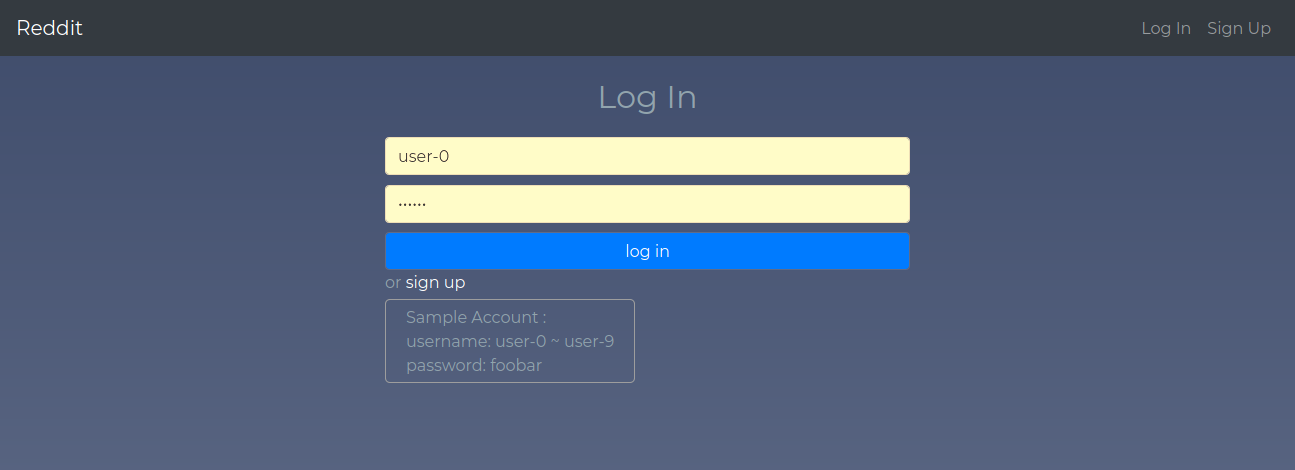 Reddit
Log In Sign Up
Log In
user-0
••••••
log in
or sign up
Sample Account :
username: user-0 ~ user-9
password: foobar